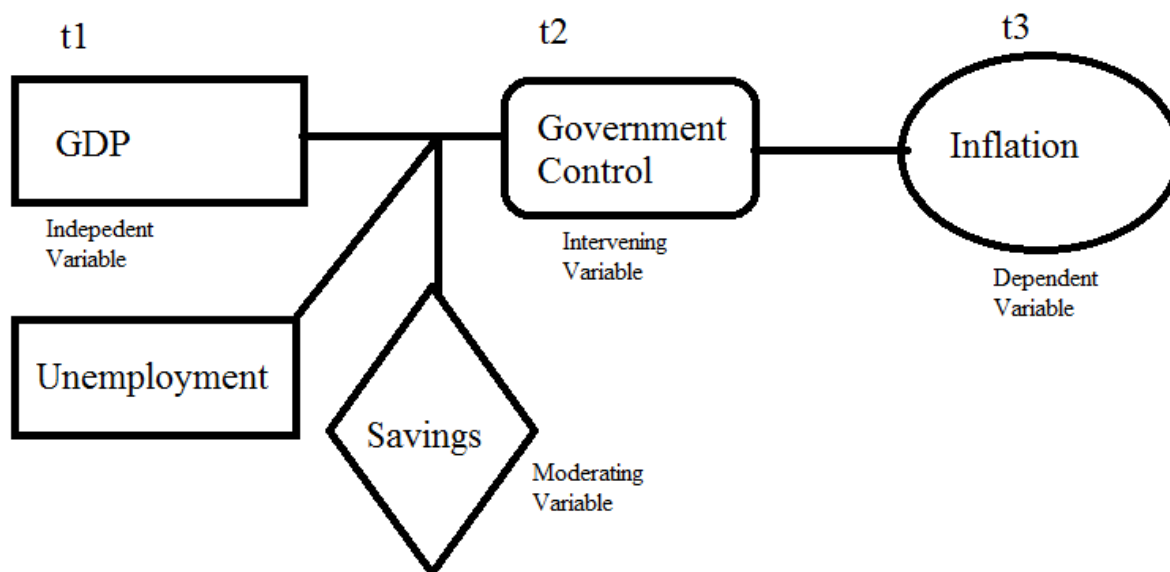 t1
t2
t3
GDP
Government
Control
Inflation
Indepedent
Variable
Intervening
Variable
Dependent
Variable
Unemployment
Savings
Moderating
Variable